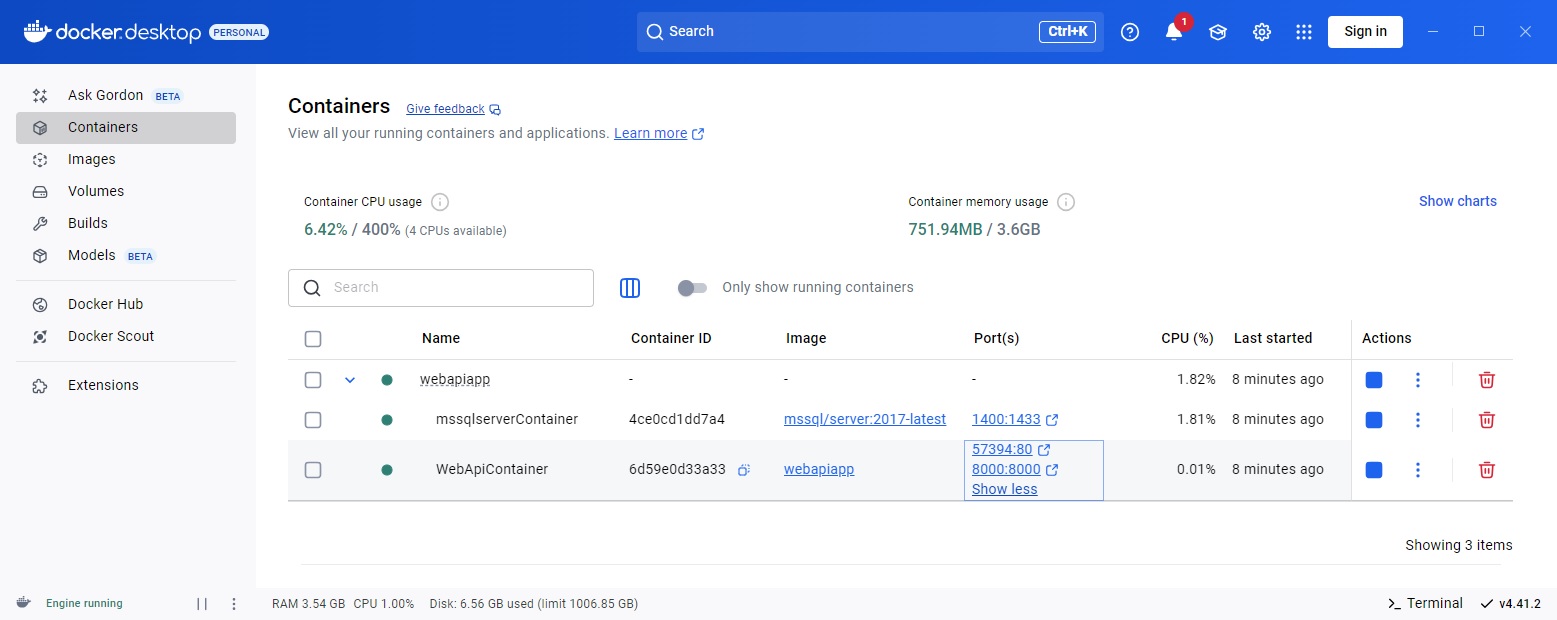 docker.desktop PERSONAL Search Ctrl+K 1 Sign in
Ask Gordon BETA
Containers
Images
Volumes
Builds
Models BETA
Docker Hub
Docker Scout
Extensions
Containers Give feedback
View all your running containers and applications. Learn more
Container CPU usage
6.42% / 400% (4 CPUs available)
Container memory usage
751.94MB / 3.6GB
Show charts
Search Only show running containers
Name Container ID Image Port(s) CPU (%) Last started Actions
webapiapp - - - 1.82% 8 minutes ago
mssqlserverContainer 4ce0cd1dd7a4 mssql/server:2017-latest 1400:1433 1.81% 8 minutes ago
WebApiContainer 6d59e0d33a33 webapiapp 57394:80 0.01% 8 minutes ago
8000:8000
Show less
Showing 3 items
Engine running RAM 3.54 GB CPU 1.00% Disk: 6.56 GB used (limit 1006.85 GB) Terminal v4.41.2